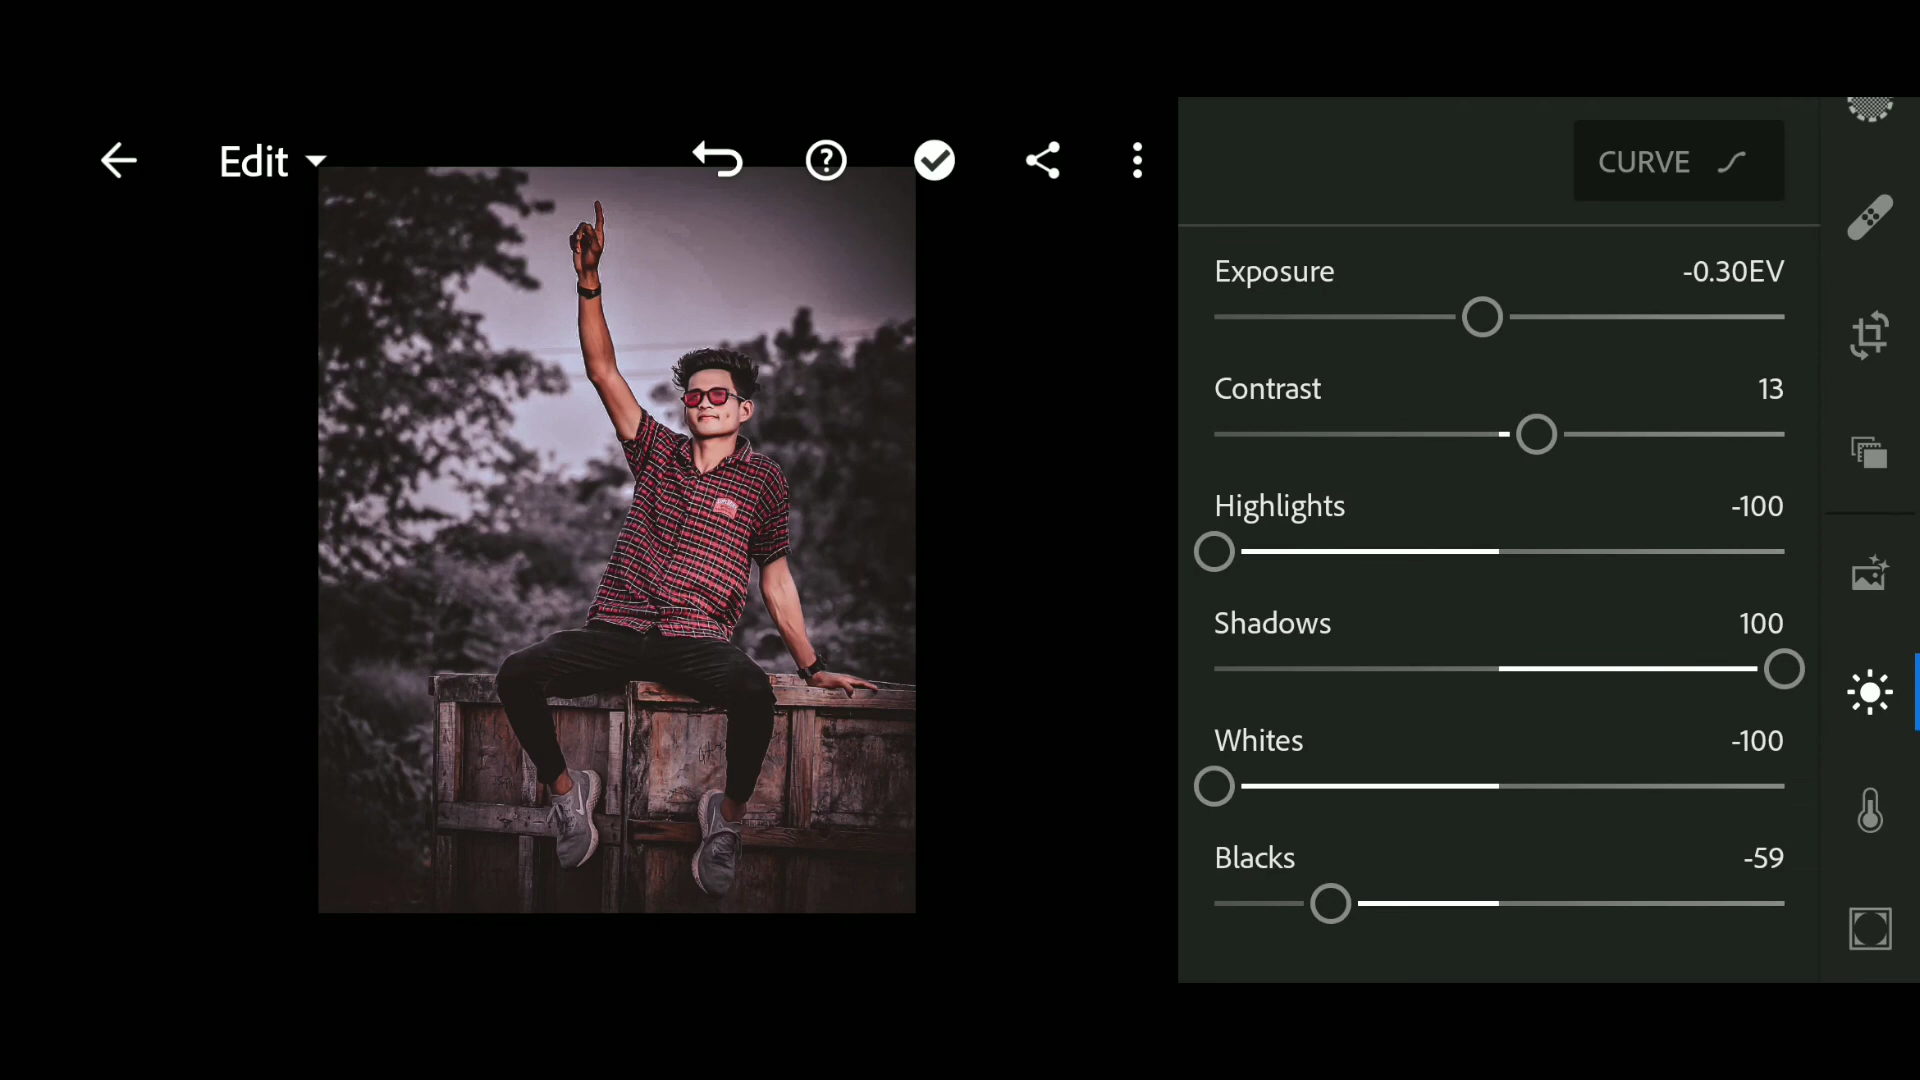 Edit
CURVE
Exposure -0.30EV
Contrast 13
Highlights -100
Shadows 100
Whites -100
Blacks -59